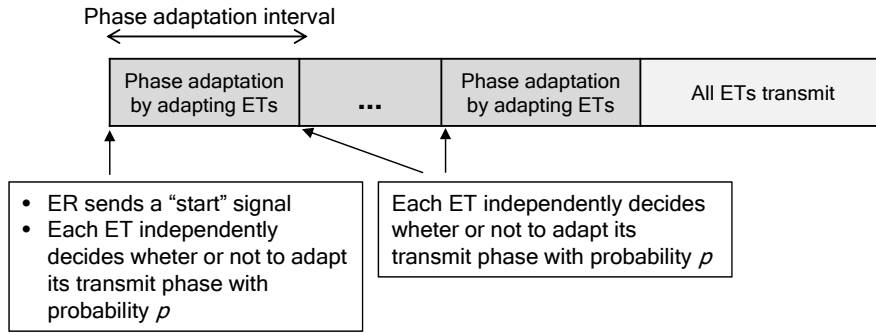 Phase adaptation interval
Phase adaptation
by adapting ETs
...
Phase adaptation
by adapting ETs
All ETs transmit
• ER sends a “start” signal
• Each ET independently
decides wheter or not to adapt
its transmit phase with
probability p
Each ET independently decides
wheter or not to adapt its
transmit phase with probability p